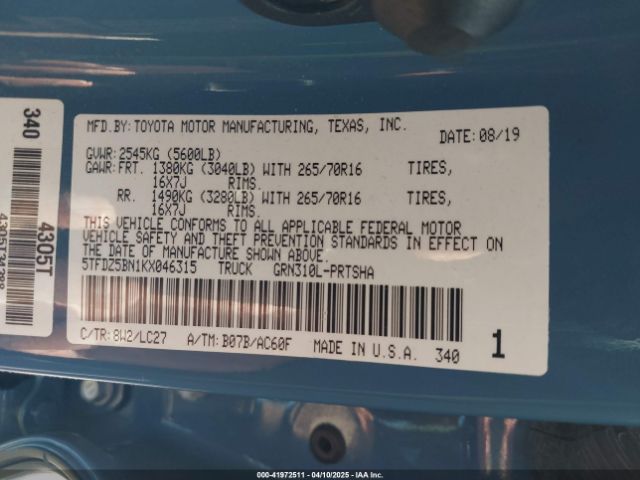 MFD.BY:TOYOTA MOTOR MANUFACTURING, TEXAS, INC.
DATE:08/19
GVWR:2545KG (5600LB)
GAWR:FRT. 1380KG (3040LB) WITH 265/70R16 TIRES,
16X7J RIMS.
RR. 1490KG (3280LB) WITH 265/70R16 TIRES,
16X7J RIMS.
THIS VEHICLE CONFORMS TO ALL APPLICABLE FEDERAL MOTOR
VEHICLE SAFETY AND THEFT PREVENTION STANDARDS IN EFFECT ON
THE DATE OF MANUFACTURE SHOWN ABOVE.
5TFDZ5BN1KX046315 TRUCK GRN310L-PRTSHA
C/TR:8W2/LC27 A/TM:B07B/AC60F MADE IN U.S.A. 340
1
340
4305T
000-41972511 - 04/10/2025 - IAA Inc.